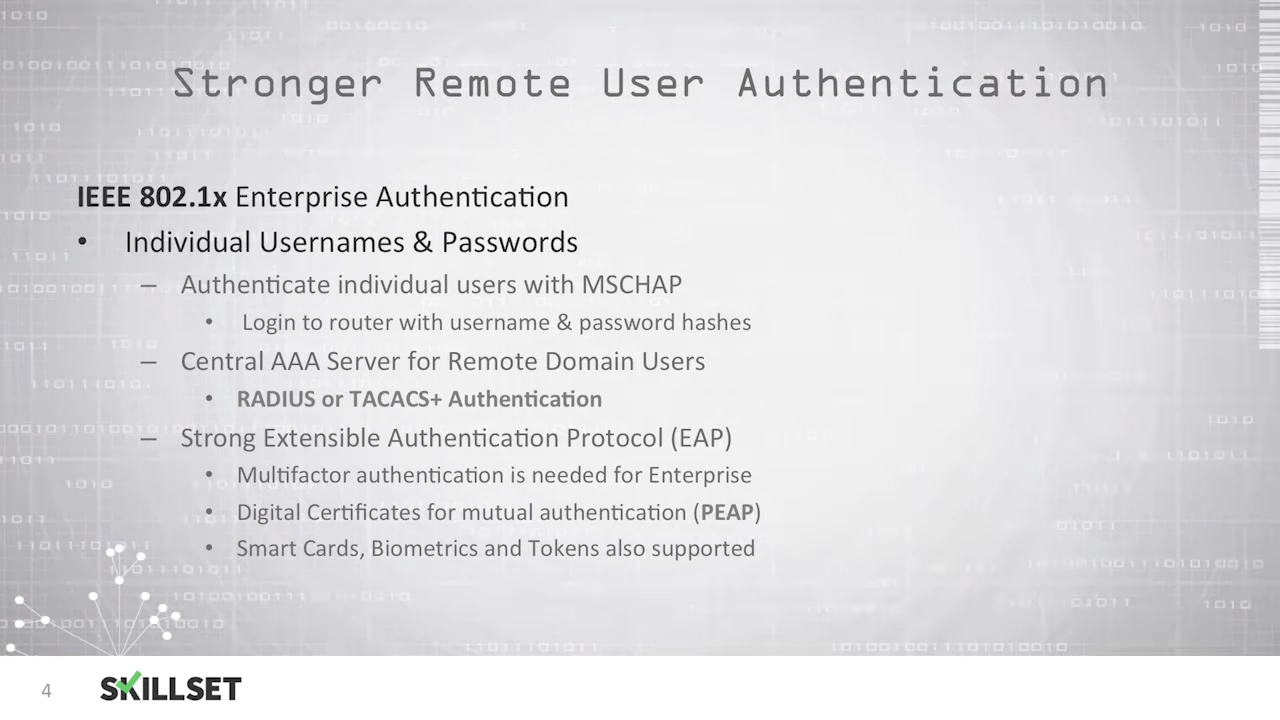 Stronger Remote User Authentication
IEEE 802.1x Enterprise Authentication
• Individual Usernames & Passwords
– Authenticate individual users with MSCHAP
• Login to router with username & password hashes
– Central AAA Server for Remote Domain Users
• RADIUS or TACACS+ Authentication
– Strong Extensible Authentication Protocol (EAP)
• Multifactor authentication is needed for Enterprise
• Digital Certificates for mutual authentication (PEAP)
• Smart Cards, Biometrics and Tokens also supported
4
SKILLSET